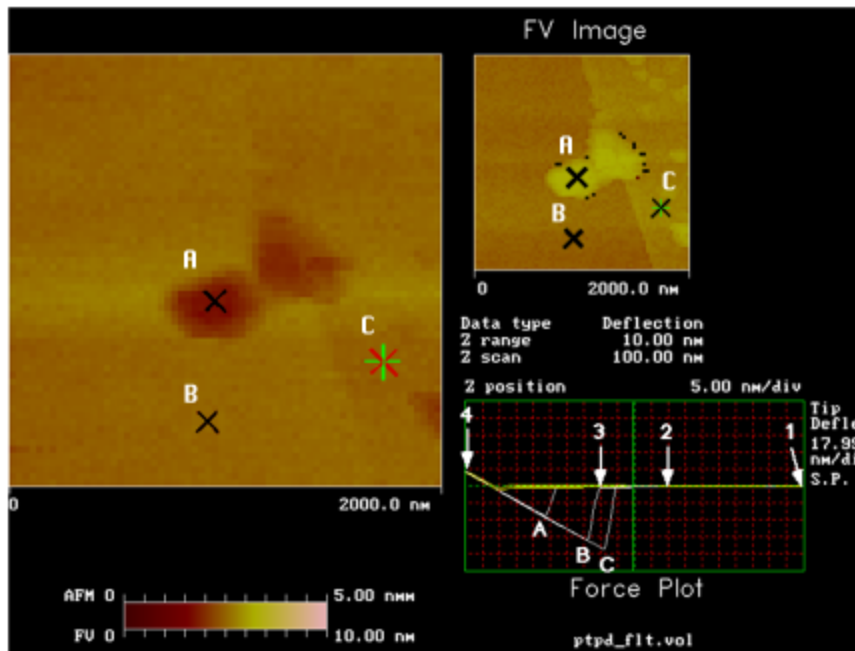 FV Image
A
B
C
0 2000.0 nm
A
B
C
0 2000.0 nm
Data type Deflection
Z range 10.00 nm
Z scan 100.00 nm
Z position 5.00 nm/div
4 3 2 1
Tip
Defle
17.99
nm/di
S.P.
A
B
C
Force Plot
AFM 0 5.00 nmm
FV 0 10.00 nm
ptpd_flt.vol